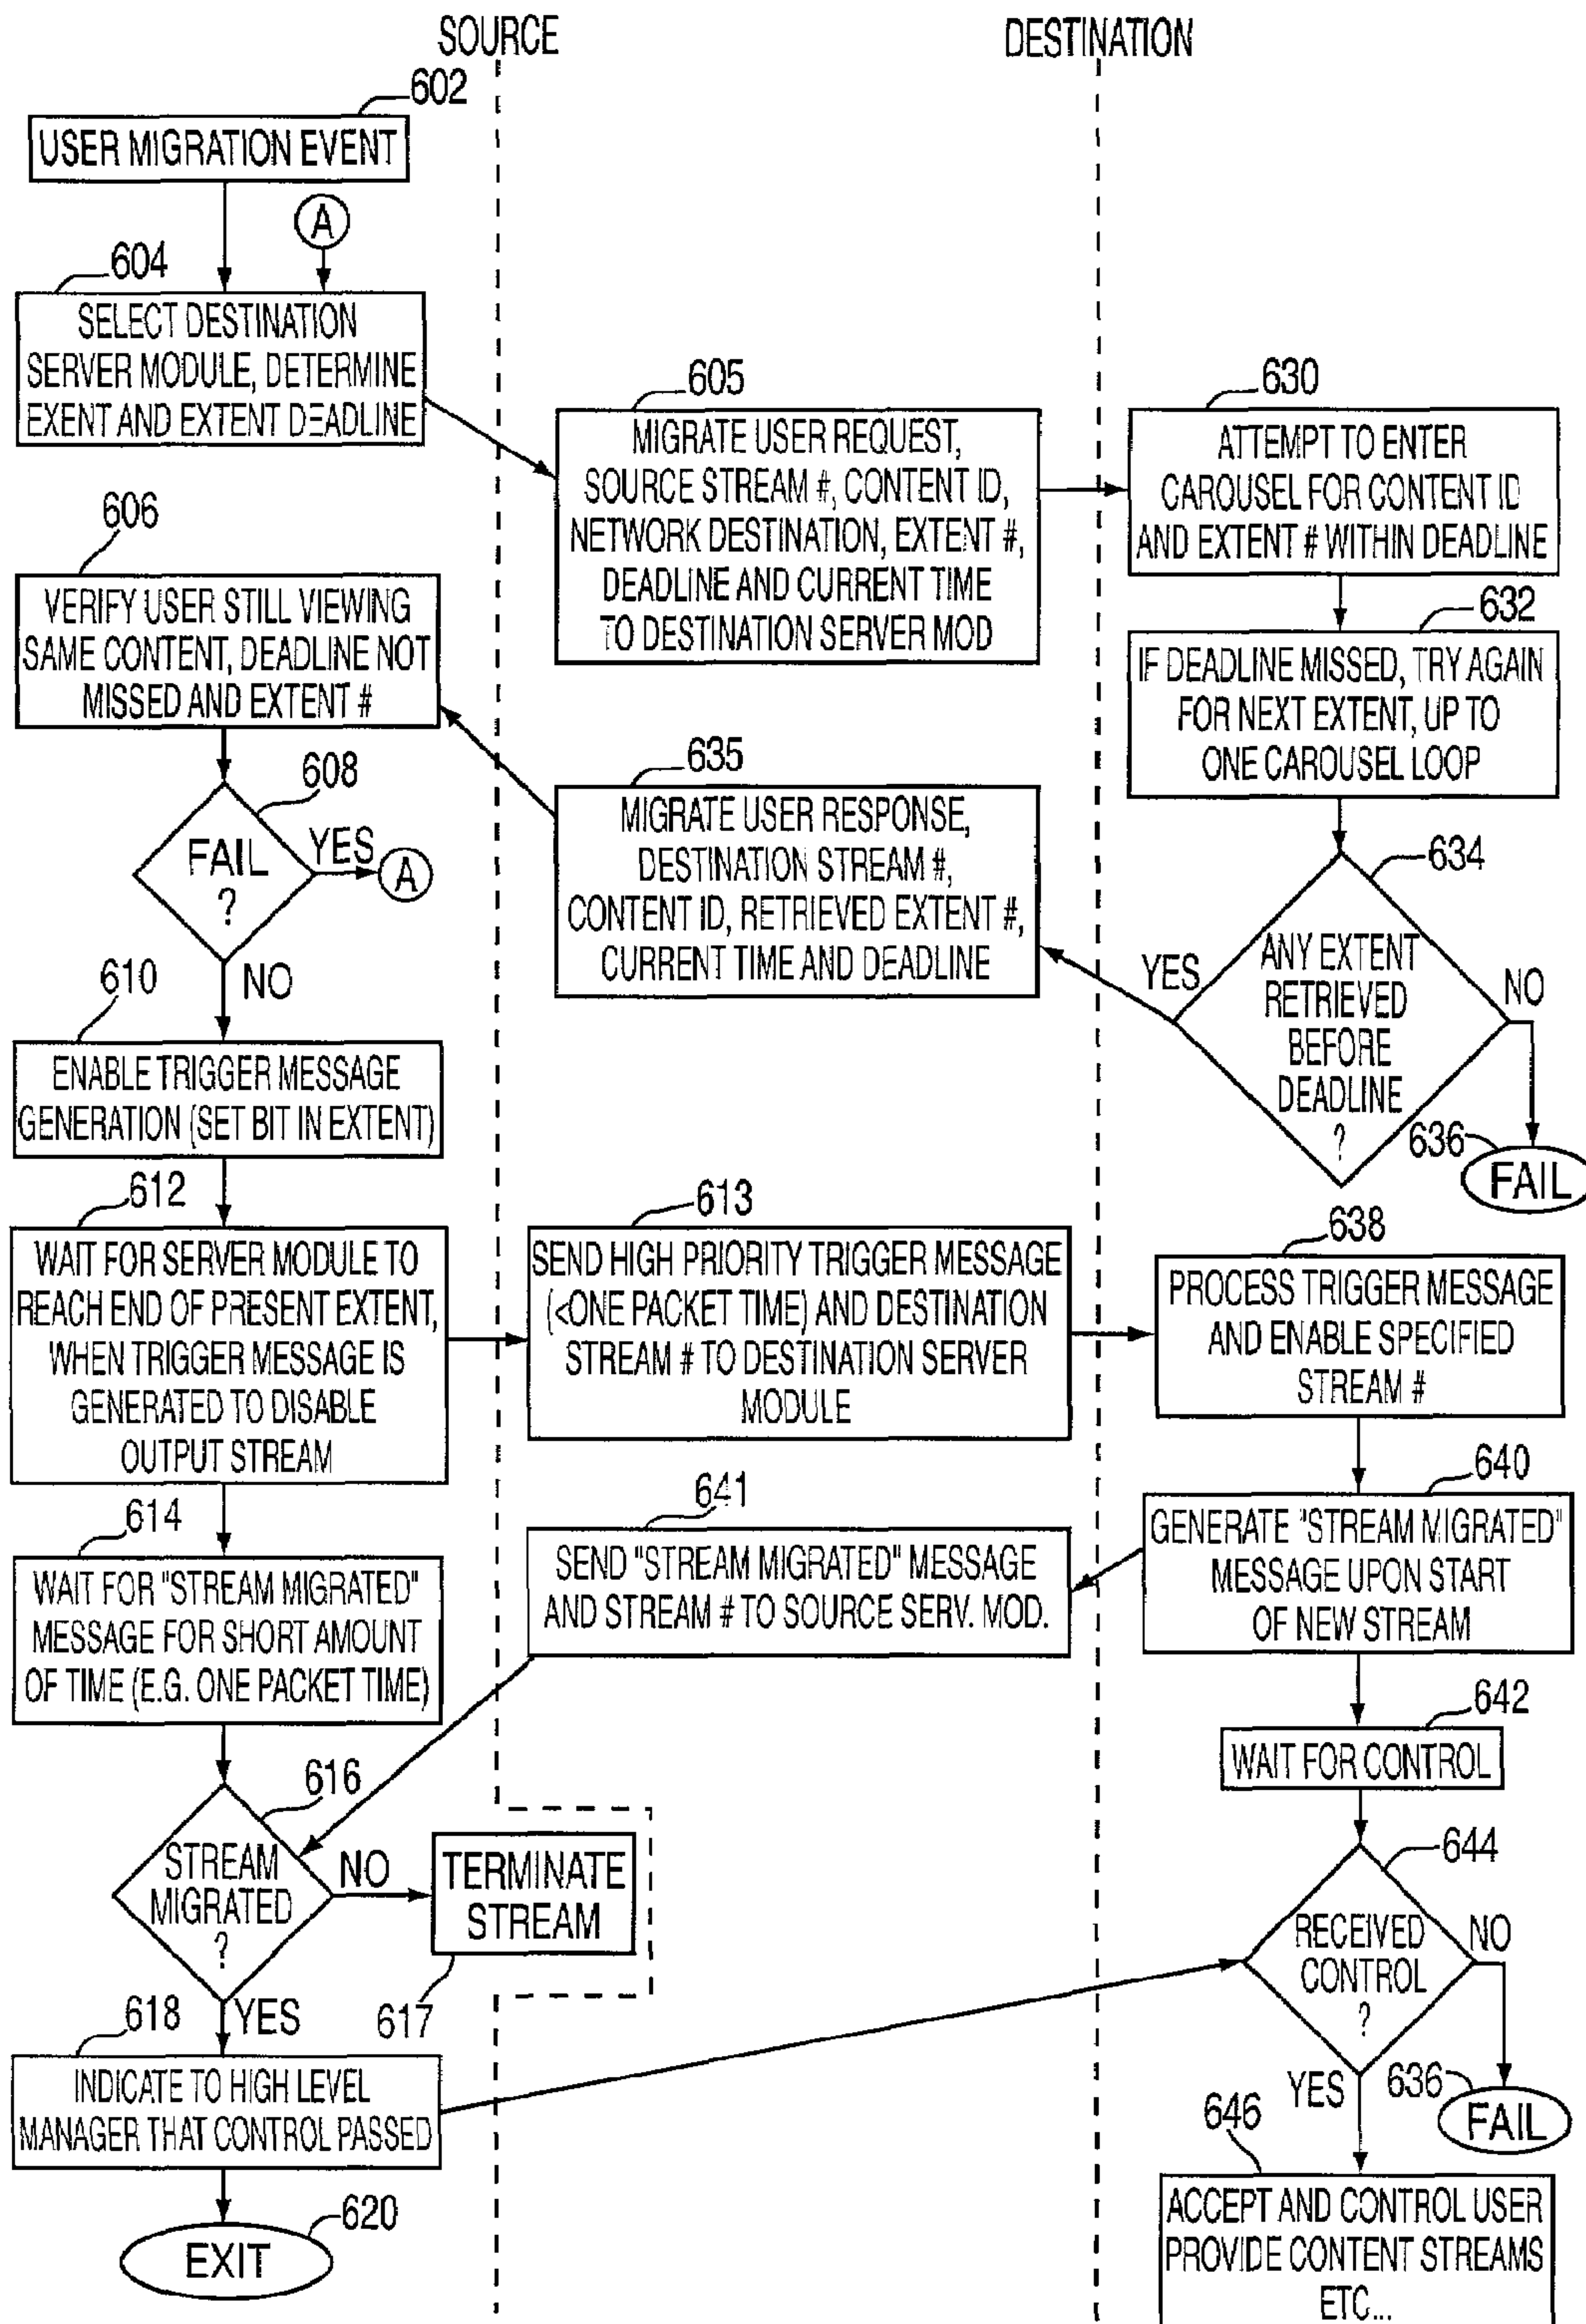 SOURCE
DESTINATION
602
USER MIGRATION EVENT
A
604
SELECT DESTINATION
SERVER MODULE, DETERMINE
EXENT AND EXTENT DEADLINE
605
MIGRATE USER REQUEST,
SOURCE STREAM #, CONTENT ID,
NETWORK DESTINATION, EXTENT #,
DEADLINE AND CURRENT TIME
TO DESTINATION SERVER MOD
630
ATTEMPT TO ENTER
CAROUSEL FOR CONTENT ID
AND EXTENT # WITHIN DEADLINE
606
VERIFY USER STILL VIEWING
SAME CONTENT, DEADLINE NOT
MISSED AND EXTENT #
632
IF DEADLINE MISSED, TRY AGAIN
FOR NEXT EXTENT, UP TO
ONE CAROUSEL LOOP
635
MIGRATE USER RESPONSE,
DESTINATION STREAM #,
CONTENT ID, RETRIEVED EXTENT #,
CURRENT TIME AND DEADLINE
608
FAIL
?
YES
A
NO
634
ANY EXTENT
RETRIEVED
BEFORE
DEADLINE
?
YES
NO
636
FAIL
610
ENABLE TRIGGER MESSAGE
GENERATION (SET BIT IN EXTENT)
612
WAIT FOR SERVER MODULE TO
REACH END OF PRESENT EXTENT,
WHEN TRIGGER MESSAGE IS
GENERATED TO DISABLE
OUTPUT STREAM
613
SEND HIGH PRIORITY TRIGGER MESSAGE
(<ONE PACKET TIME) AND DESTINATION
STREAM # TO DESTINATION SERVER
MODULE
638
PROCESS TRIGGER MESSAGE
AND ENABLE SPECIFIED
STREAM #
614
WAIT FOR "STREAM MIGRATED"
MESSAGE FOR SHORT AMOUNT
OF TIME (E.G. ONE PACKET TIME)
641
SEND "STREAM MIGRATED" MESSAGE
AND STREAM # TO SOURCE SERV. MOD.
640
GENERATE "STREAM MIGRATED"
MESSAGE UPON START
OF NEW STREAM
642
WAIT FOR CONTROL
616
STREAM
MIGRATED
?
NO
TERMINATE
STREAM
617
YES
644
RECEIVED
CONTROL
?
NO
YES
636
FAIL
618
INDICATE TO HIGH LEVEL
MANAGER THAT CONTROL PASSED
620
EXIT
646
ACCEPT AND CONTROL USER
PROVIDE CONTENT STREAMS
ETC...